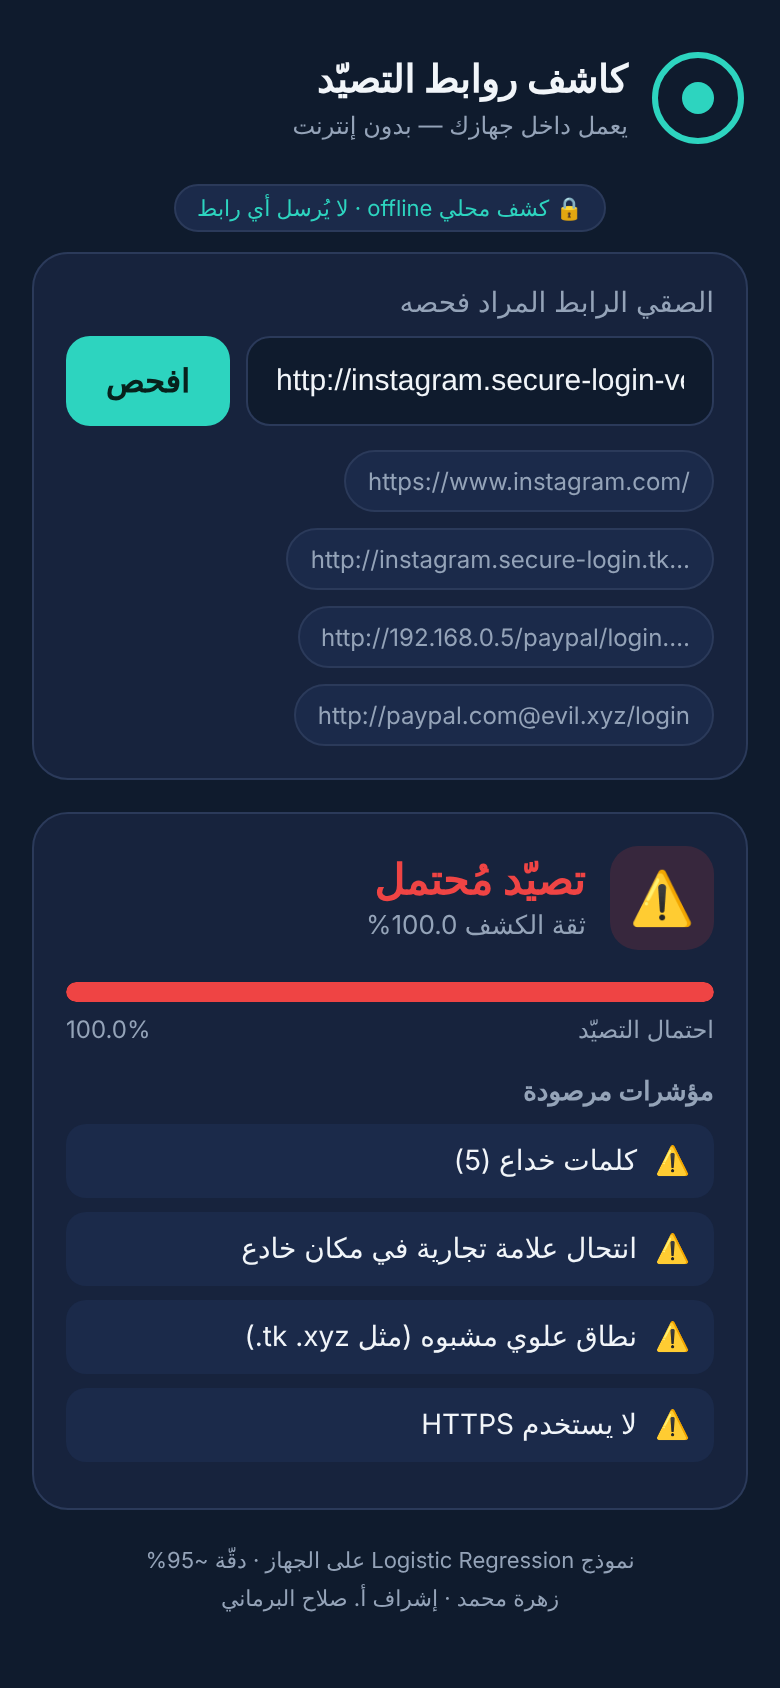 كاشف روابط التصيّد
يعمل داخل جهازك — بدون إنترنت
🔒 كشف محلي offline · لا يُرسل أي رابط
الصقي الرابط المراد فحصه
http://instagram.secure-login-ve
افحص
https://www.instagram.com/
http://instagram.secure-login.tk...
http://192.168.0.5/paypal/login....
http://paypal.com@evil.xyz/login
تصيّد مُحتمل
ثقة الكشف 100.0%
احتمال التصيّد
100.0%
مؤشرات مرصودة
كلمات خداع (5)
انتحال علامة تجارية في مكان خادع
نطاق علوي مشبوه (مثل .tk .xyz)
لا يستخدم HTTPS
نموذج Logistic Regression على الجهاز · دقّة ~95%
زهرة محمد · إشراف أ. صلاح البرماني